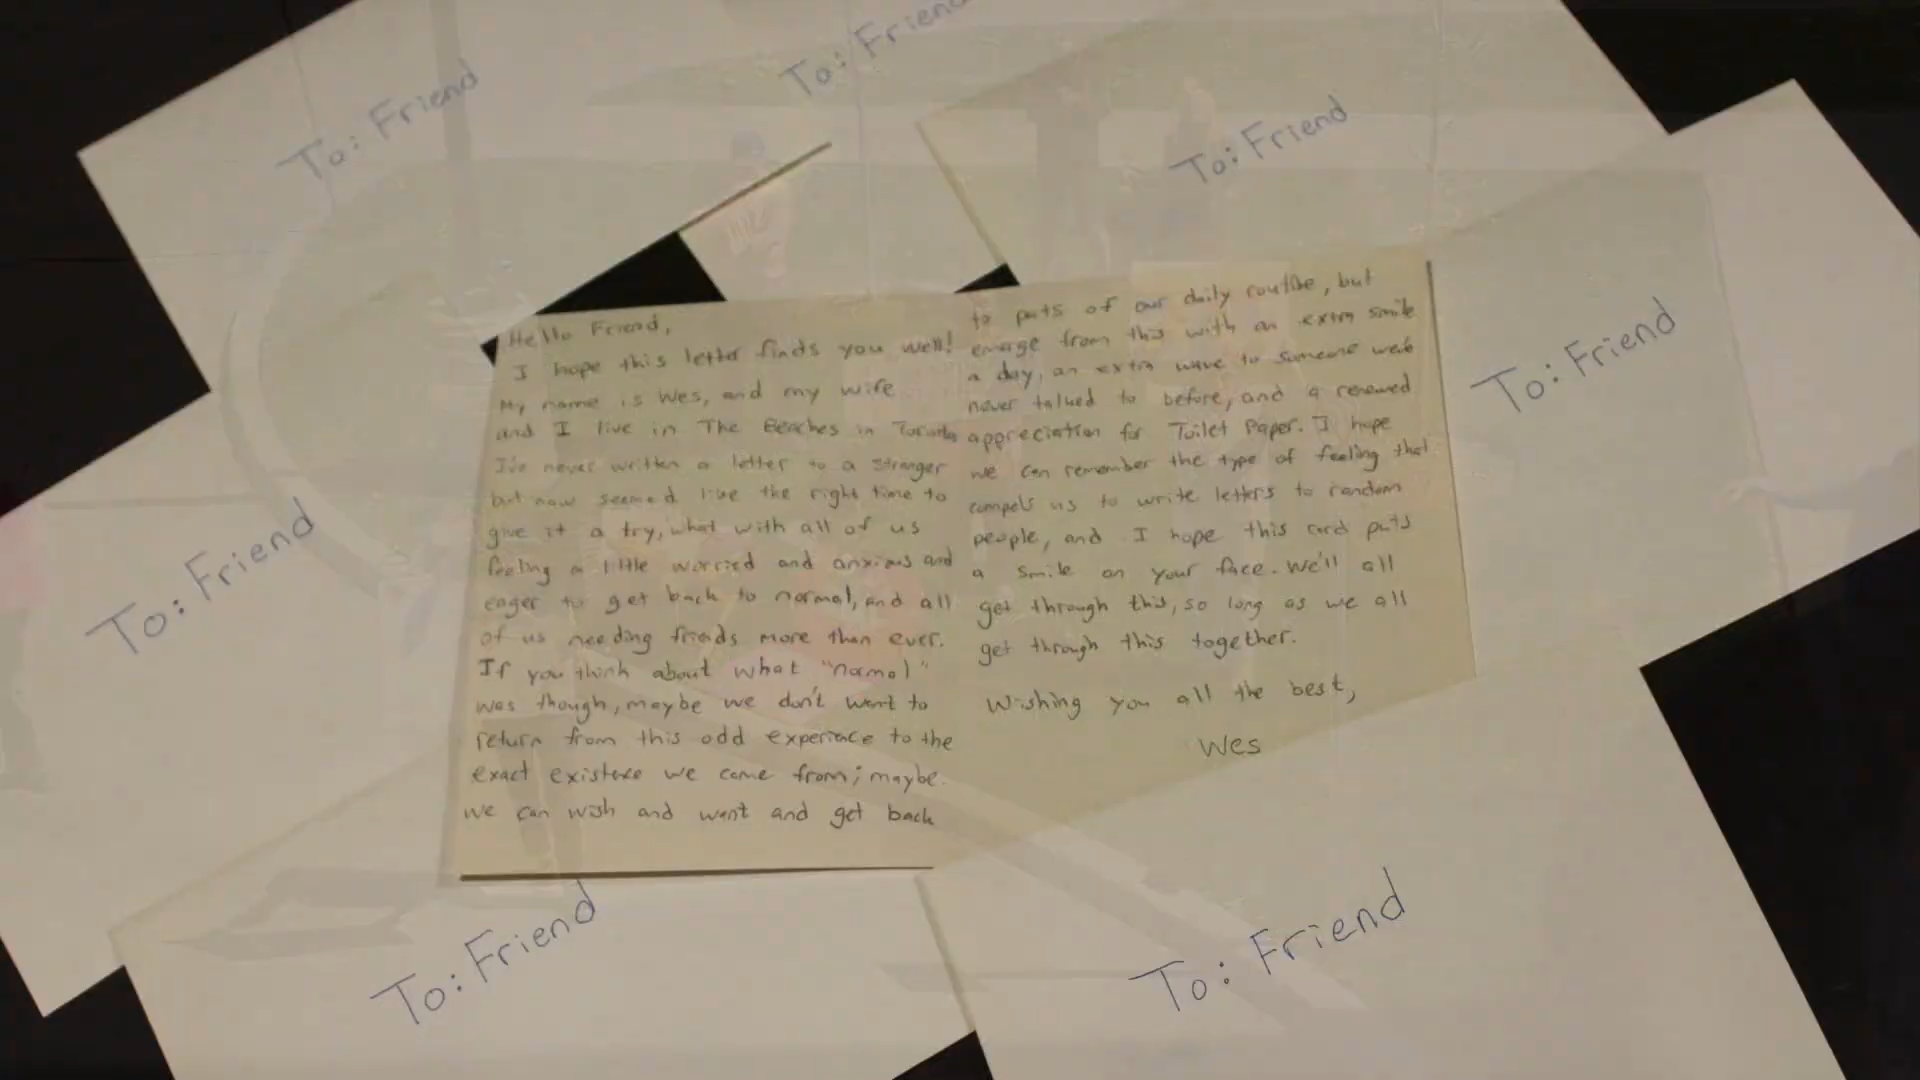 To: Friend
To: Friend
To: Friend
To: Friend
To: Friend
To: Friend
To: Friend
Hello Friend,
I hope this letter finds you well!
My name is Wes, and my wife
and I live in The Beaches in Toronto
I've never written a letter to a stranger
but now seemed like the right time to
give it a try, what with all of us
feeling a little worried and anxious and
eager to get back to normal, and all
of us needing friends more than ever.
If you think about what "normal"
was though, maybe we don't want to
return from this odd experience to the
exact existence we came from; maybe
we can wish and want and get back
to parts of our daily routine, but
emerge from this with an extra smile
a day, an extra wave to someone we've
never talked to before, and a renewed
appreciation for Toilet Paper. I hope
we can remember the type of feeling that
compels us to write letters to random
people, and I hope this card puts
a smile on your face. We'll all
get through this, so long as we all
get through this together.
Wishing you all the best,
Wes